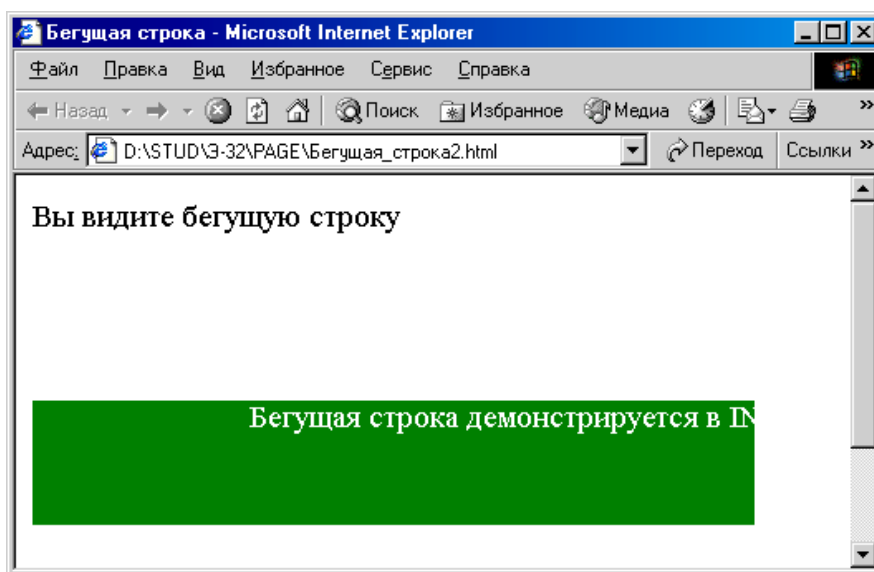 Бегущая строка - Microsoft Internet Explorer
Файл Правка Вид Избранное Сервис Справка
Назад Поиск Избранное Медиа »
Адрес: D:\STUD\Э-32\PAGE\Бегущая_строка2.html Переход Ссылки »
Вы видите бегущую строку
Бегущая строка демонстрируется в IN